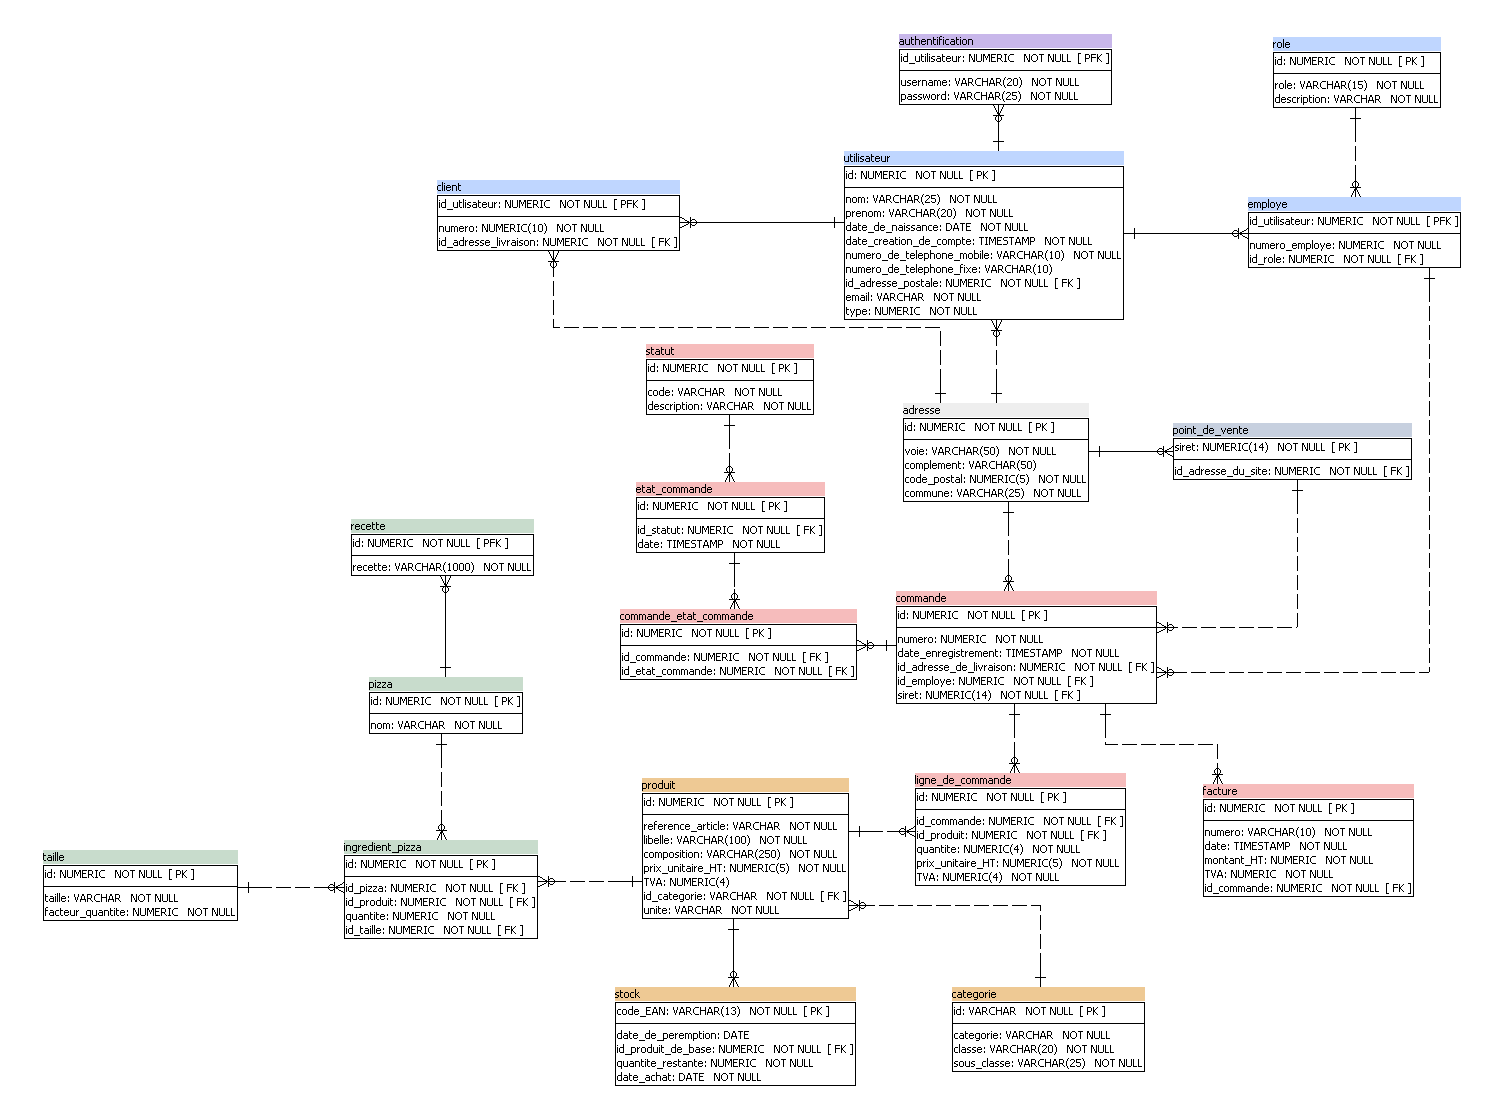 authentification
id_utilisateur: NUMERIC NOT NULL [ PFK ]
username: VARCHAR(20) NOT NULL
password: VARCHAR(25) NOT NULL
role
id: NUMERIC NOT NULL [ PK ]
role: VARCHAR(15) NOT NULL
description: VARCHAR NOT NULL
utilisateur
id: NUMERIC NOT NULL [ PK ]
nom: VARCHAR(25) NOT NULL
prenom: VARCHAR(20) NOT NULL
date_de_naissance: DATE NOT NULL
date_creation_de_compte: TIMESTAMP NOT NULL
numero_de_telephone_mobile: VARCHAR(10) NOT NULL
numero_de_telephone_fixe: VARCHAR(10)
id_adresse_postale: NUMERIC NOT NULL [ FK ]
email: VARCHAR NOT NULL
type: NUMERIC NOT NULL
client
id_utlisateur: NUMERIC NOT NULL [ PFK ]
numero: NUMERIC(10) NOT NULL
id_adresse_livraison: NUMERIC NOT NULL [ FK ]
employe
id_utilisateur: NUMERIC NOT NULL [ PFK ]
numero_employe: NUMERIC NOT NULL
id_role: NUMERIC NOT NULL [ FK ]
statut
id: NUMERIC NOT NULL [ PK ]
code: VARCHAR NOT NULL
description: VARCHAR NOT NULL
adresse
id: NUMERIC NOT NULL [ PK ]
voie: VARCHAR(50) NOT NULL
complement: VARCHAR(50)
code_postal: NUMERIC(5) NOT NULL
commune: VARCHAR(25) NOT NULL
point_de_vente
siret: NUMERIC(14) NOT NULL [ PK ]
id_adresse_du_site: NUMERIC NOT NULL [ FK ]
etat_commande
id: NUMERIC NOT NULL [ PK ]
id_statut: NUMERIC NOT NULL [ FK ]
date: TIMESTAMP NOT NULL
recette
id: NUMERIC NOT NULL [ PFK ]
recette: VARCHAR(1000) NOT NULL
commande
id: NUMERIC NOT NULL [ PK ]
numero: NUMERIC NOT NULL
date_enregistrement: TIMESTAMP NOT NULL
id_adresse_de_livraison: NUMERIC NOT NULL [ FK ]
id_employe: NUMERIC NOT NULL [ FK ]
siret: NUMERIC(14) NOT NULL [ FK ]
commande_etat_commande
id: NUMERIC NOT NULL [ PK ]
id_commande: NUMERIC NOT NULL [ FK ]
id_etat_commande: NUMERIC NOT NULL [ FK ]
pizza
id: NUMERIC NOT NULL [ PK ]
nom: VARCHAR NOT NULL
produit
id: NUMERIC NOT NULL [ PK ]
reference_article: VARCHAR NOT NULL
libelle: VARCHAR(100) NOT NULL
composition: VARCHAR(250) NOT NULL
prix_unitaire_HT: NUMERIC(5) NOT NULL
TVA: NUMERIC(4)
id_categorie: VARCHAR NOT NULL [ FK ]
unite: VARCHAR NOT NULL
ligne_de_commande
id: NUMERIC NOT NULL [ PK ]
id_commande: NUMERIC NOT NULL [ FK ]
id_produit: NUMERIC NOT NULL [ FK ]
quantite: NUMERIC(4) NOT NULL
prix_unitaire_HT: NUMERIC(5) NOT NULL
TVA: NUMERIC(4) NOT NULL
facture
id: NUMERIC NOT NULL [ PK ]
numero: VARCHAR(10) NOT NULL
date: TIMESTAMP NOT NULL
montant_HT: NUMERIC NOT NULL
TVA: NUMERIC NOT NULL
id_commande: NUMERIC NOT NULL [ FK ]
taille
id: NUMERIC NOT NULL [ PK ]
taille: VARCHAR NOT NULL
facteur_quantite: NUMERIC NOT NULL
ingredient_pizza
id: NUMERIC NOT NULL [ PK ]
id_pizza: NUMERIC NOT NULL [ FK ]
id_produit: NUMERIC NOT NULL [ FK ]
quantite: NUMERIC NOT NULL
id_taille: NUMERIC NOT NULL [ FK ]
stock
code_EAN: VARCHAR(13) NOT NULL [ PK ]
date_de_peremption: DATE
id_produit_de_base: NUMERIC NOT NULL [ FK ]
quantite_restante: NUMERIC NOT NULL
date_achat: DATE NOT NULL
categorie
id: VARCHAR NOT NULL [ PK ]
categorie: VARCHAR NOT NULL
classe: VARCHAR(20) NOT NULL
sous_classe: VARCHAR(25) NOT NULL